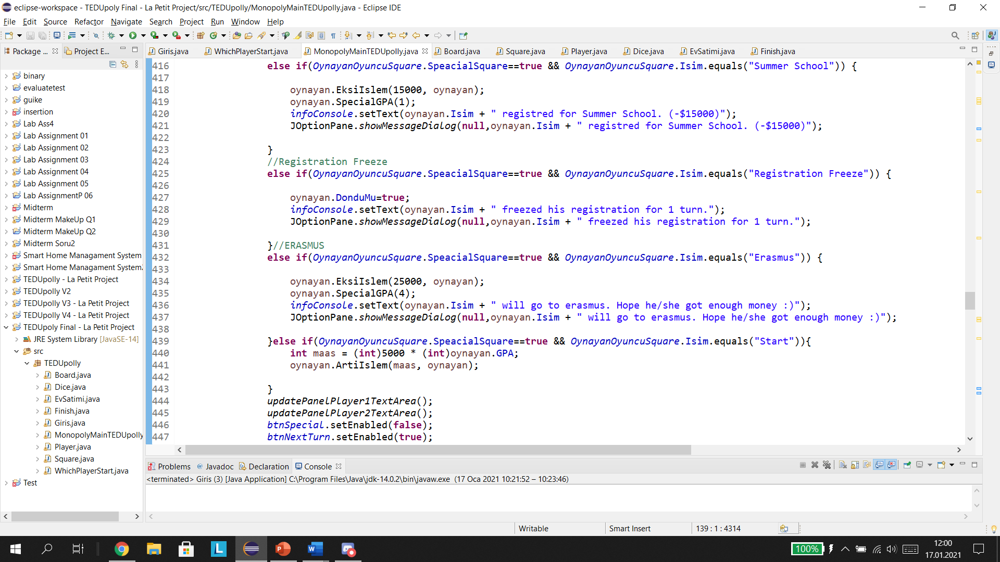 eclipse-workspace - TEDUpoly Final - La Petit Project/src/TEDUpolly/MonopolyMainTEDUpolly.java - Eclipse IDE
File Edit Source Refactor Navigate Search Project Run Window Help
Package ... Project E...
Giris.java WhichPlayerStart.java MonopolyMainTEDUpolly.java Board.java Square.java Player.java Dice.java EvSatimi.java Finish.java
binary
evaluatetest
guike
insertion
Lab Ass4
Lab Assignment 01
Lab Assignment 02
Lab Assignment 03
Lab Assignment 04
Lab Assignment 05
Lab AssignmentP 06
Midterm
Midterm MakeUp Q1
Midterm MakeUp Q2
Midterm Soru2
Smart Home Managament System
Smart Home Managament System2
TEDUpolly - La Petit Project
TEDUpolly V2
TEDUpolly V3 - La Petit Project
TEDUpolly V4 - La Petit Project
TEDUpoly Final - La Petit Project
JRE System Library [JavaSE-14]
src
TEDUpolly
Board.java
Dice.java
EvSatimi.java
Finish.java
Giris.java
MonopolyMainTEDUpolly
Player.java
Square.java
WhichPlayerStart.java
Test
416 else if(OynayanOyuncuSquare.SpeacialSquare==true && OynayanOyuncuSquare.Isim.equals("Summer School")) {
417
418 oynayan.EksiIslem(15000, oynayan);
419 oynayan.SpecialGPA(1);
420 infoConsole.setText(oynayan.Isim + " registred for Summer School. (-$15000)");
421 JOptionPane.showMessageDialog(null,oynayan.Isim + " registred for Summer School. (-$15000)");
422
423 }
424 //Registration Freeze
425 else if(OynayanOyuncuSquare.SpeacialSquare==true && OynayanOyuncuSquare.Isim.equals("Registration Freeze")) {
426
427 oynayan.DonduMu=true;
428 infoConsole.setText(oynayan.Isim + " freezed his registration for 1 turn.");
429 JOptionPane.showMessageDialog(null,oynayan.Isim + " freezed his registration for 1 turn.");
430
431 }//ERASMUS
432 else if(OynayanOyuncuSquare.SpeacialSquare==true && OynayanOyuncuSquare.Isim.equals("Erasmus")) {
433
434 oynayan.EksiIslem(25000, oynayan);
435 oynayan.SpecialGPA(4);
436 infoConsole.setText(oynayan.Isim + " will go to erasmus. Hope he/she got enough money :)");
437 JOptionPane.showMessageDialog(null,oynayan.Isim + " will go to erasmus. Hope he/she got enough money :)");
438
439 }else if(OynayanOyuncuSquare.SpeacialSquare==true && OynayanOyuncuSquare.Isim.equals("Start")){
440 int maas = (int)5000 * (int)oynayan.GPA;
441 oynayan.ArtiIslem(maas, oynayan);
442
443 }
444 updatePanelPlayer1TextArea();
445 updatePanelPlayer2TextArea();
446 btnSpecial.setEnabled(false);
447 btnNextTurn.setEnabled(true);
Problems Javadoc Declaration Console
<terminated> Giris (3) [Java Application] C:\Program Files\Java\jdk-14.0.2\bin\javaw.exe (17 Oca 2021 10:21:52 – 10:23:46)
Writable Smart Insert 139 : 1 : 4314
100% 12:00
17.01.2021